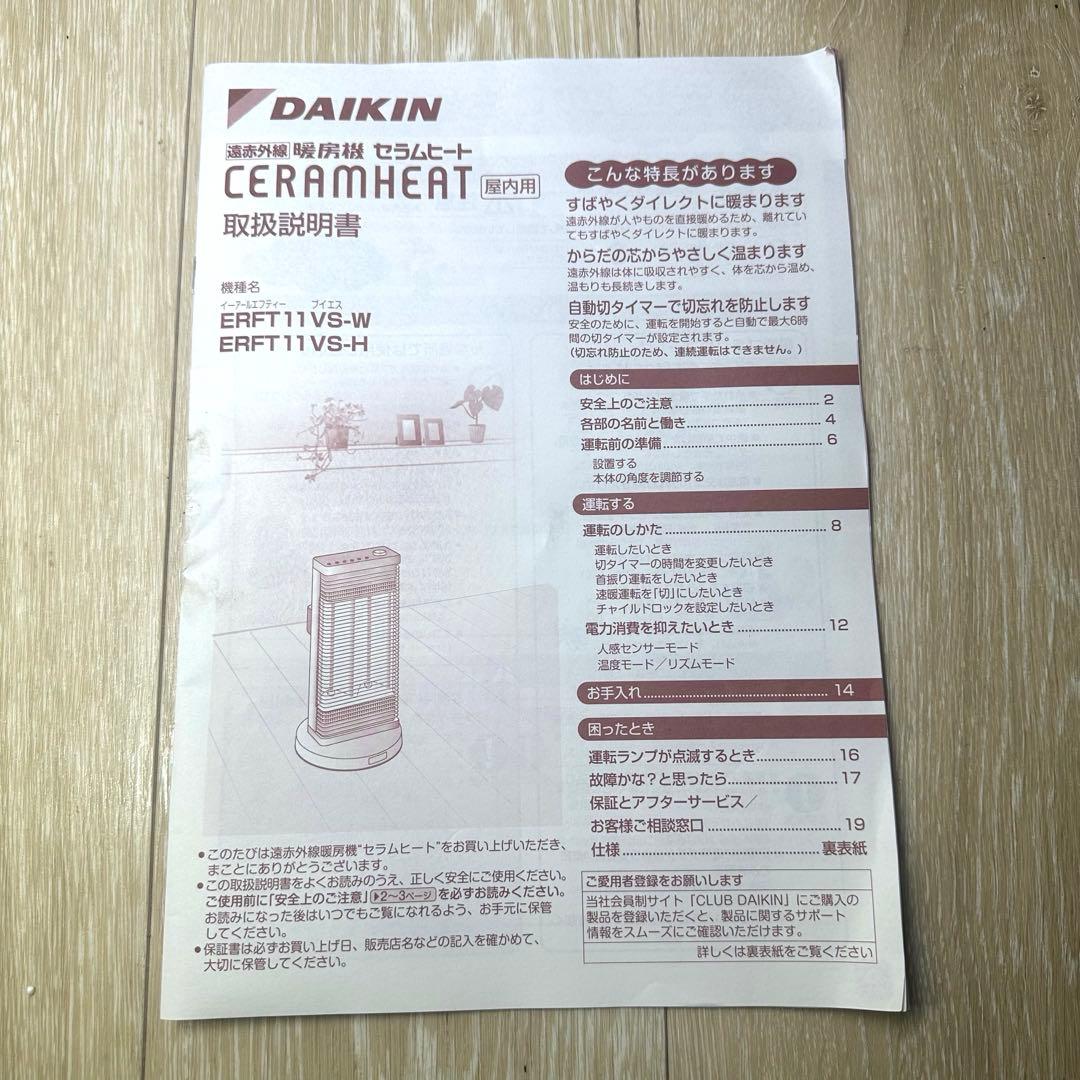 DAIKIN
遠赤外線 暖房機 セラムヒート
CERAMHEAT 屋内用
取扱説明書
機種名
イーアールエフティー ブイエス
ERFT11VS-W
ERFT11VS-H
こんな特長があります
すばやくダイレクトに暖まります
遠赤外線が人やものを直接暖めるため、離れてい
てもすばやくダイレクトに暖まります。
からだの芯からやさしく温まります
遠赤外線は体に吸収されやすく、体を芯から温め、
温もりも長続きします。
自動切タイマーで切忘れを防止します
安全のために、運転を開始すると自動で最大6時
間の切タイマーが設定されます。
(切忘れ防止のため、連続運転はできません。)
はじめに
安全上のご注意 2
各部の名前と働き 4
運転前の準備 6
設置する
本体の角度を調節する
運転する
運転のしかた 8
運転したいとき
切タイマーの時間を変更したいとき
首振り運転をしたいとき
速暖運転を「切」にしたいとき
チャイルドロックを設定したいとき
電力消費を抑えたいとき 12
人感センサーモード
温度モード／リズムモード
お手入れ 14
困ったとき
運転ランプが点滅するとき 16
故障かな？と思ったら 17
保証とアフターサービス／
お客様ご相談窓口 19
仕様 裏表紙
ご愛用者登録をお願いします
当社会員制サイト「CLUB DAIKIN」にご購入の
製品を登録いただくと、製品に関するサポート
情報をスムーズにご確認いただけます。
詳しくは裏表紙をご覧ください
●このたびは遠赤外線暖房機"セラムヒート"をお買い上げいただき、
まことにありがとうございます。
●この取扱説明書をよくお読みのうえ、正しく安全にご使用ください。
ご使用前に「安全上のご注意」▶2〜3ページを必ずお読みください。
お読みになった後はいつでもご覧になれるよう、お手元に保管
してください。
●保証書は必ずお買い上げ日、販売店名などの記入を確かめて、
大切に保管してください。